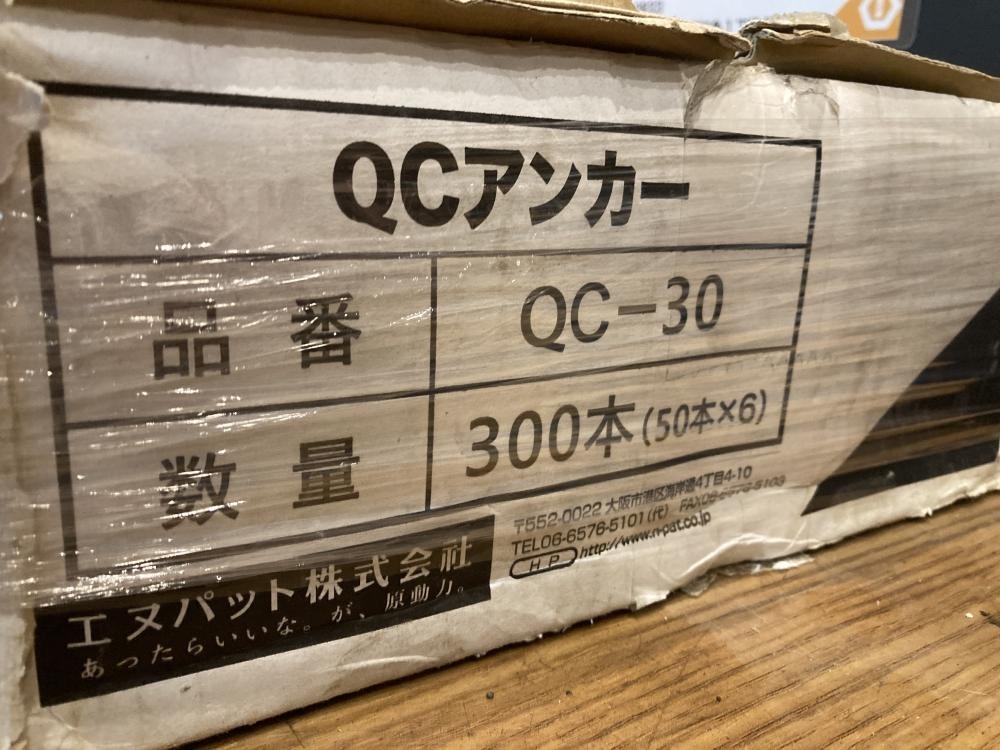 QCアンカー
品番 QC-30
数量 300本(50本×6)
〒552-0022 大阪市港区海岸通4丁目4-10
TEL06-6576-5101(代)
HP http://www.n-pat.co.jp
エヌパット株式会社
あったらいいな。が、原動力。